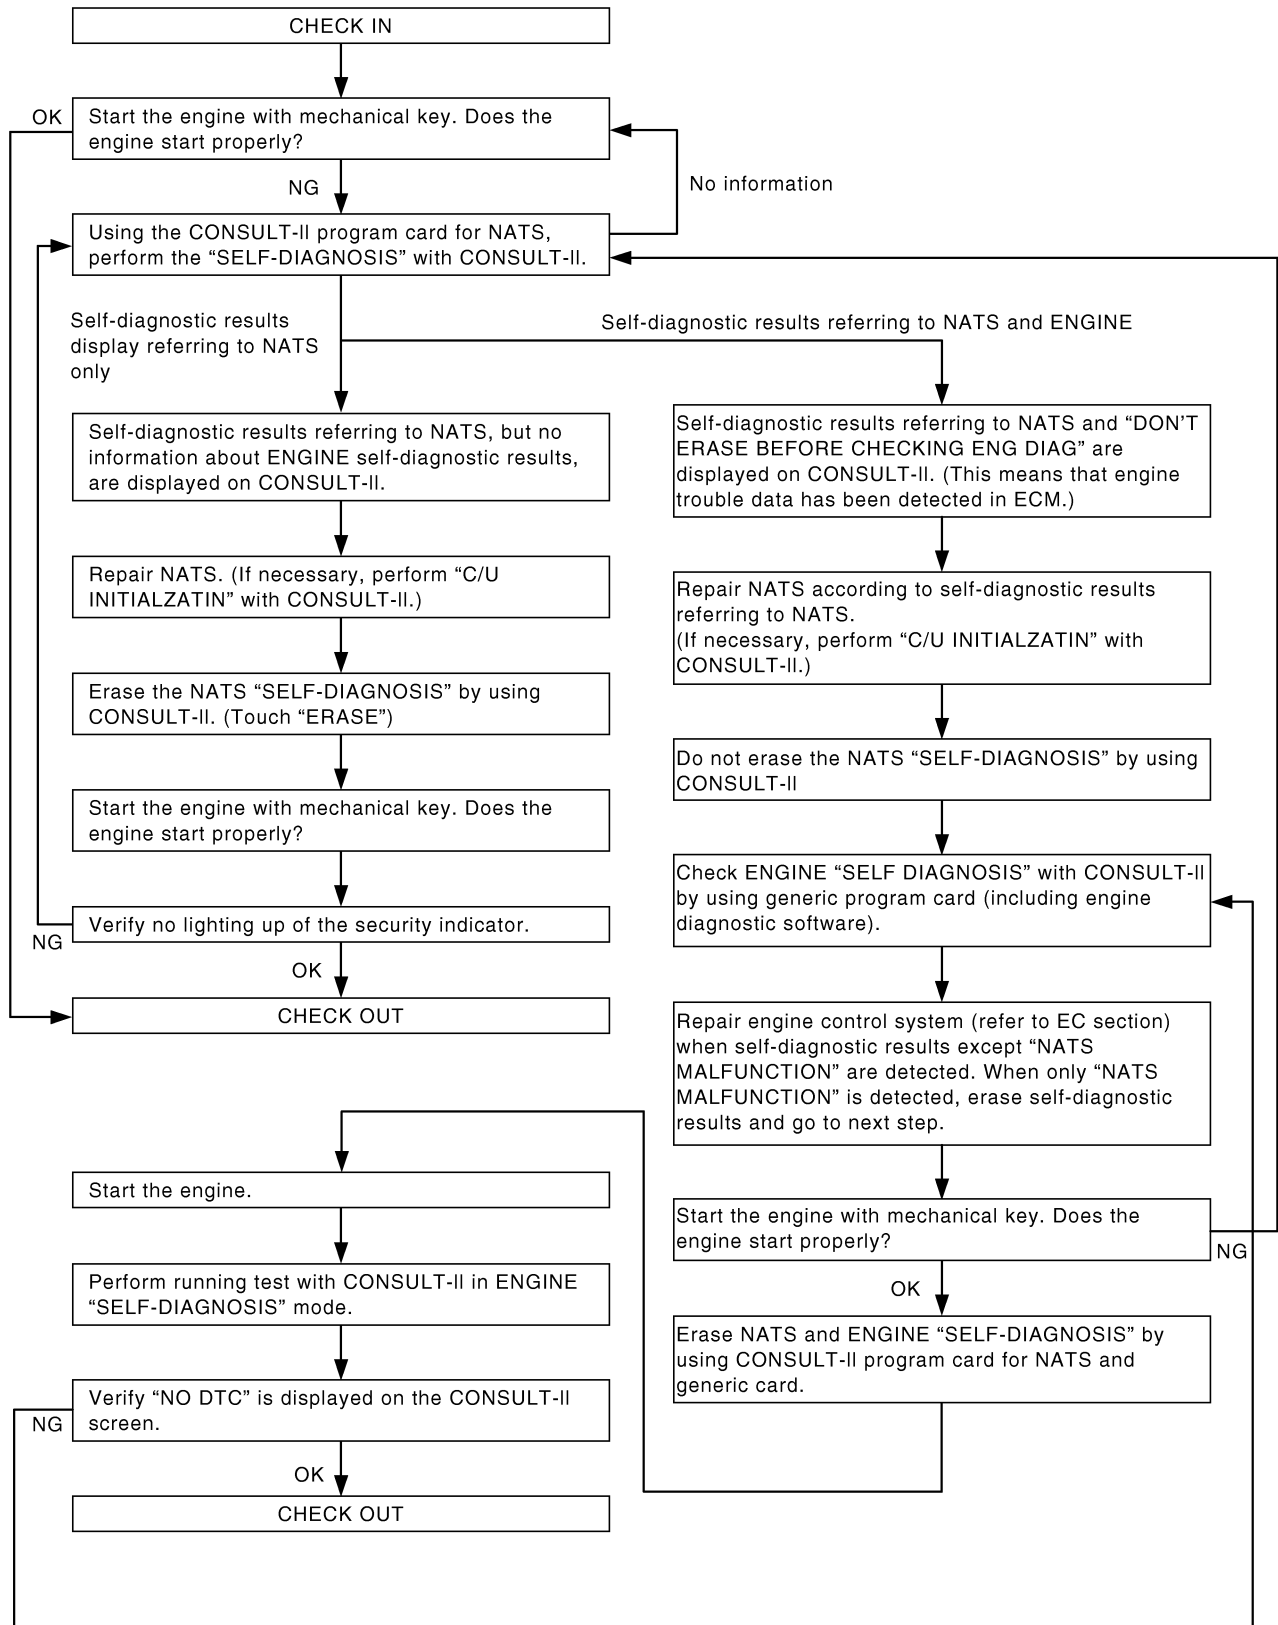 CHECK IN
OK
Start the engine with mechanical key. Does the
engine start properly?
NG
No information
Using the CONSULT-II program card for NATS,
perform the “SELF-DIAGNOSIS” with CONSULT-II.
Self-diagnostic results
display referring to NATS
only
Self-diagnostic results referring to NATS and ENGINE
Self-diagnostic results referring to NATS, but no
information about ENGINE self-diagnostic results,
are displayed on CONSULT-II.
Repair NATS. (If necessary, perform “C/U
INITIALZATIN” with CONSULT-II.)
Erase the NATS “SELF-DIAGNOSIS” by using
CONSULT-II. (Touch “ERASE”)
Start the engine with mechanical key. Does the
engine start properly?
Verify no lighting up of the security indicator.
NG
OK
CHECK OUT
Self-diagnostic results referring to NATS and “DON’T
ERASE BEFORE CHECKING ENG DIAG” are
displayed on CONSULT-II. (This means that engine
trouble data has been detected in ECM.)
Repair NATS according to self-diagnostic results
referring to NATS.
(If necessary, perform “C/U INITIALZATIN” with
CONSULT-II.)
Do not erase the NATS “SELF-DIAGNOSIS” by using
CONSULT-II
Check ENGINE “SELF DIAGNOSIS” with CONSULT-II
by using generic program card (including engine
diagnostic software).
Repair engine control system (refer to EC section)
when self-diagnostic results except “NATS
MALFUNCTION” are detected. When only “NATS
MALFUNCTION” is detected, erase self-diagnostic
results and go to next step.
Start the engine with mechanical key. Does the
engine start properly?
NG
OK
Erase NATS and ENGINE “SELF-DIAGNOSIS” by
using CONSULT-II program card for NATS and
generic card.
Start the engine.
Perform running test with CONSULT-II in ENGINE
“SELF-DIAGNOSIS” mode.
Verify “NO DTC” is displayed on the CONSULT-II
screen.
NG
OK
CHECK OUT